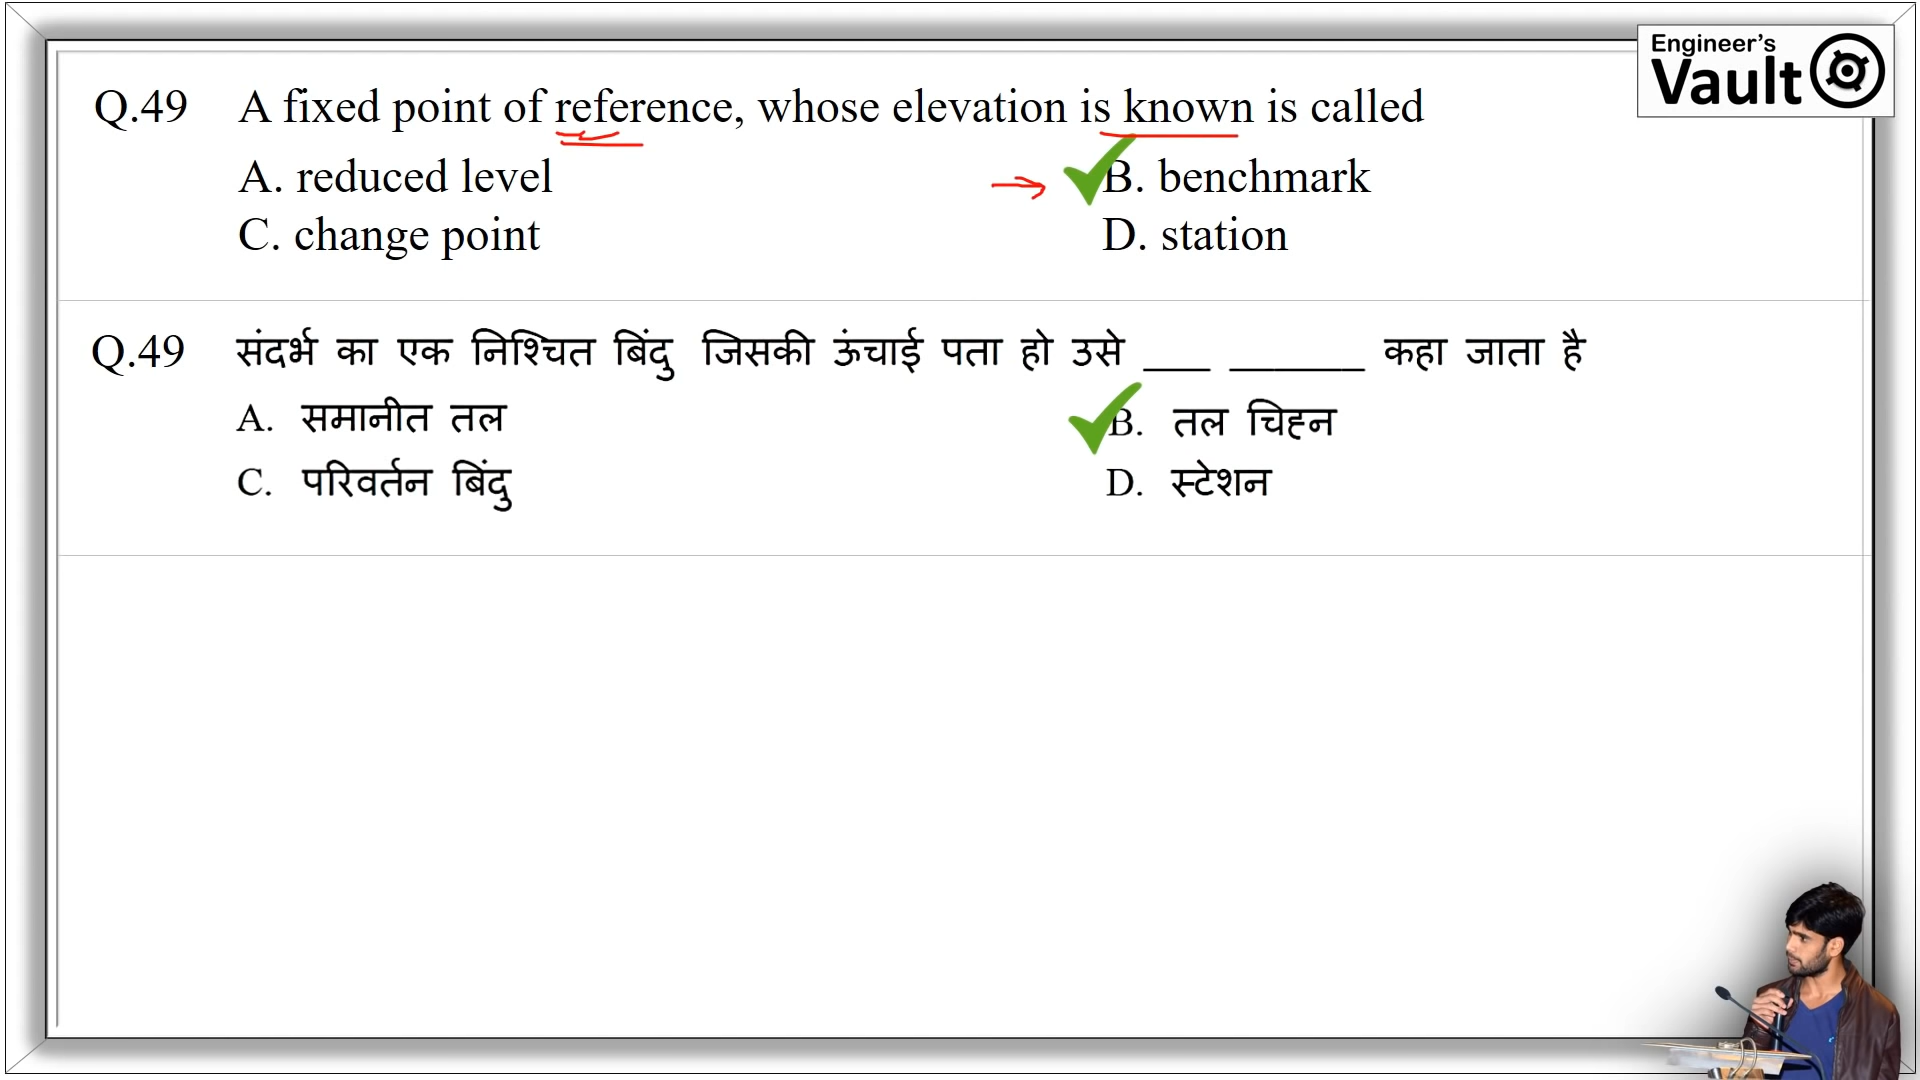 Engineer's
Vault
Q.49 A fixed point of reference, whose elevation is known is called
A. reduced level B. benchmark
C. change point D. station
Q.49 संदर्भ का एक निश्चित बिंदु जिसकी ऊंचाई पता हो उसे ___ ______ कहा जाता है
A. समानीत तल B. तल चिह्न
C. परिवर्तन बिंदु D. स्टेशन